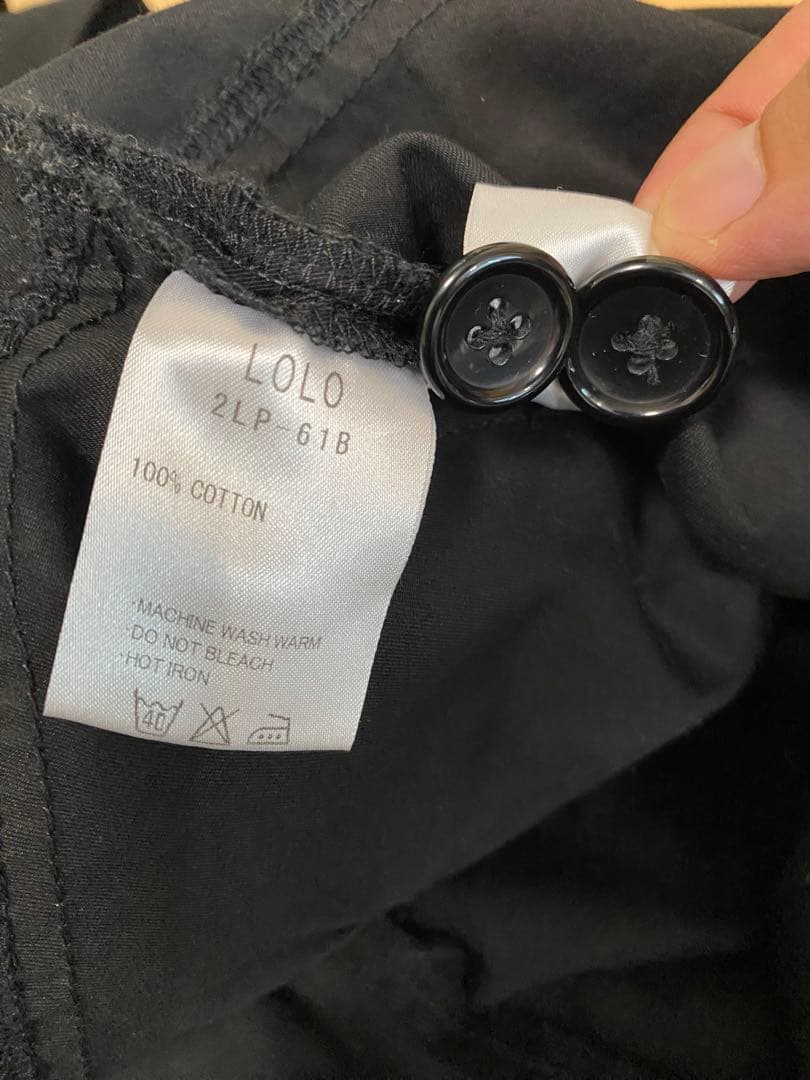 LOLO
2LP-61B
100% COTTON
·MACHINE WASH WARM
·DO NOT BLEACH
·HOT IRON
40